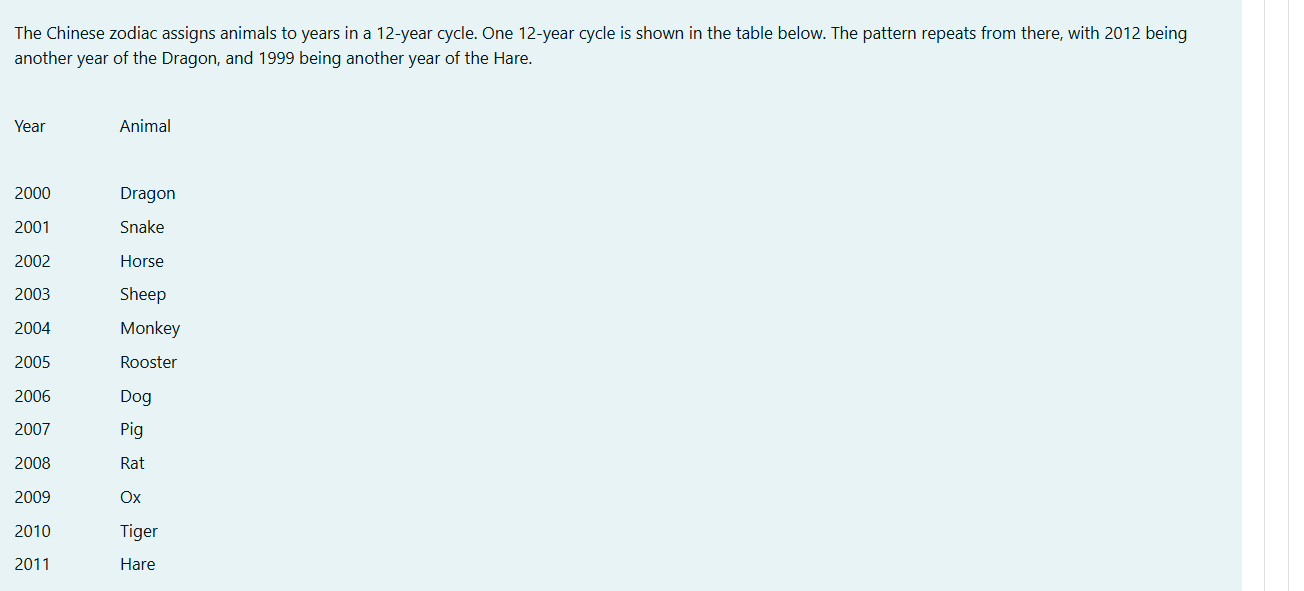 The Chinese zodiac assigns animals to years in a 12-year cycle. One 12-year cycle is shown in the table below. The pattern repeats from there, with 2012 being
another year of the Dragon, and 1999 being another year of the Hare.
Year Animal
2000 Dragon
2001 Snake
2002 Horse
2003 Sheep
2004 Monkey
2005 Rooster
2006 Dog
2007 Pig
2008 Rat
2009 Ox
2010 Tiger
2011 Hare